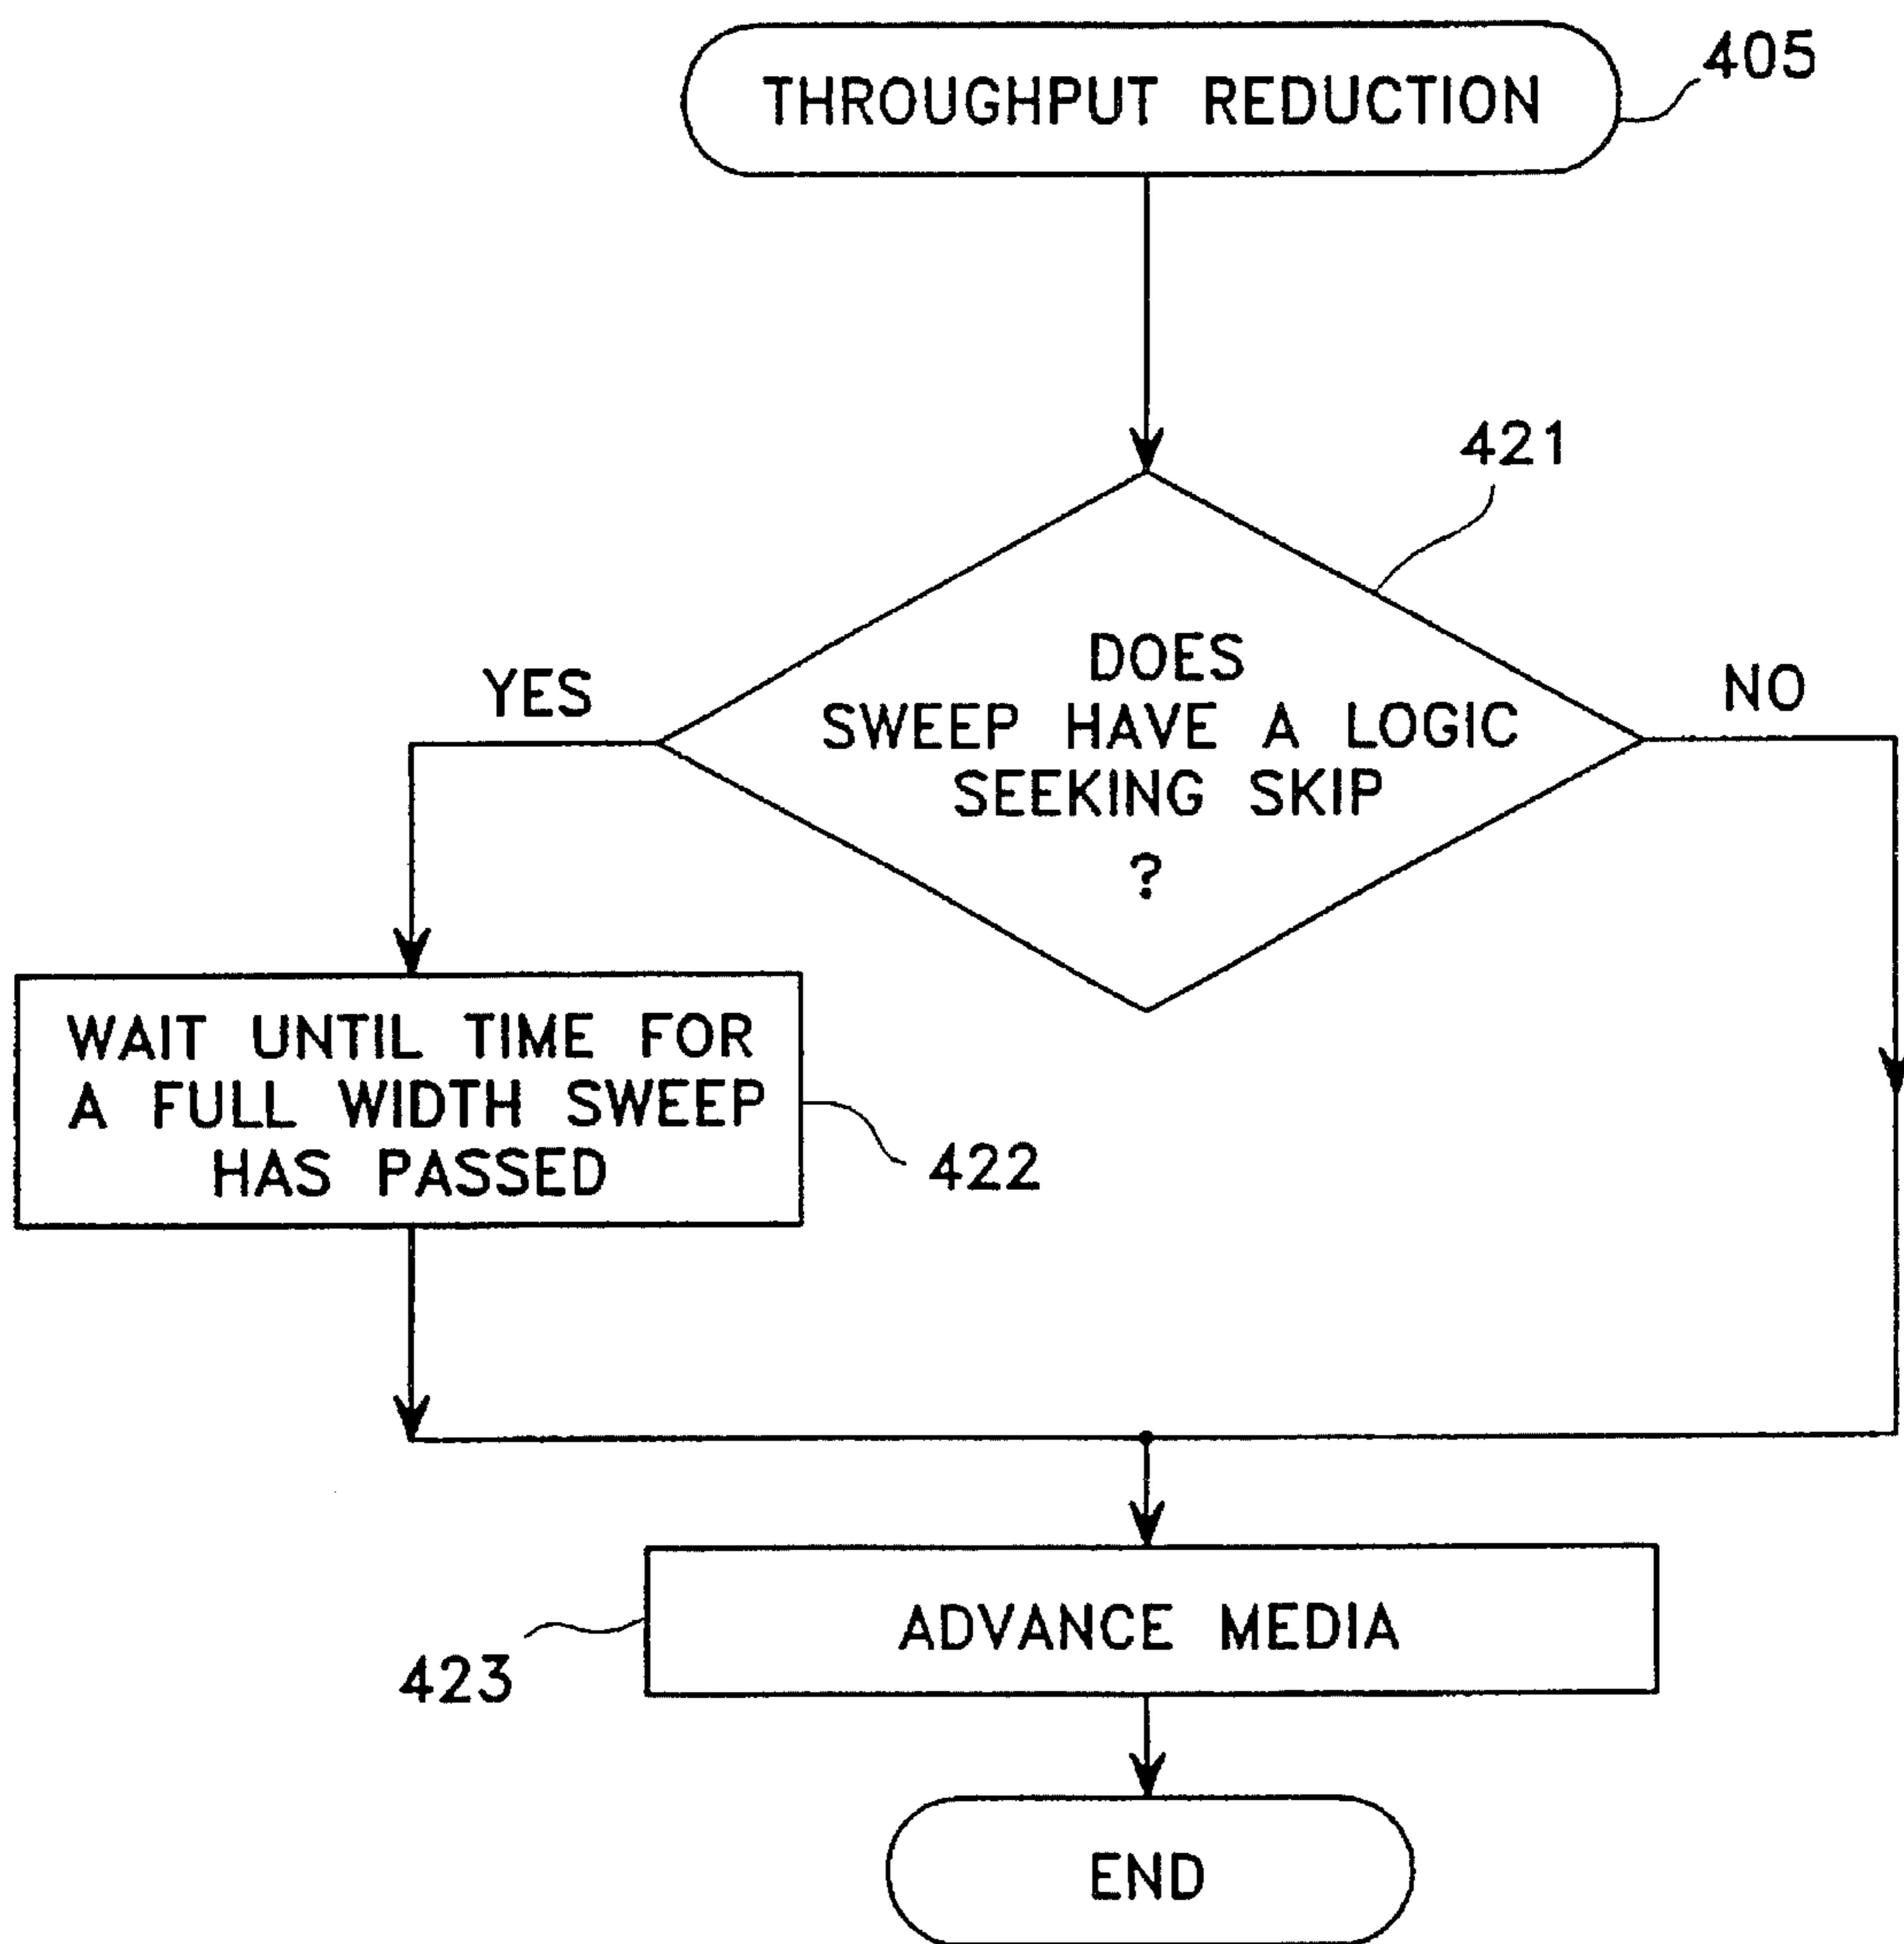 THROUGHPUT REDUCTION
405
421
DOES
SWEEP HAVE A LOGIC
SEEKING SKIP
?
YES
NO
WAIT UNTIL TIME FOR
A FULL WIDTH SWEEP
HAS PASSED
422
ADVANCE MEDIA
423
END